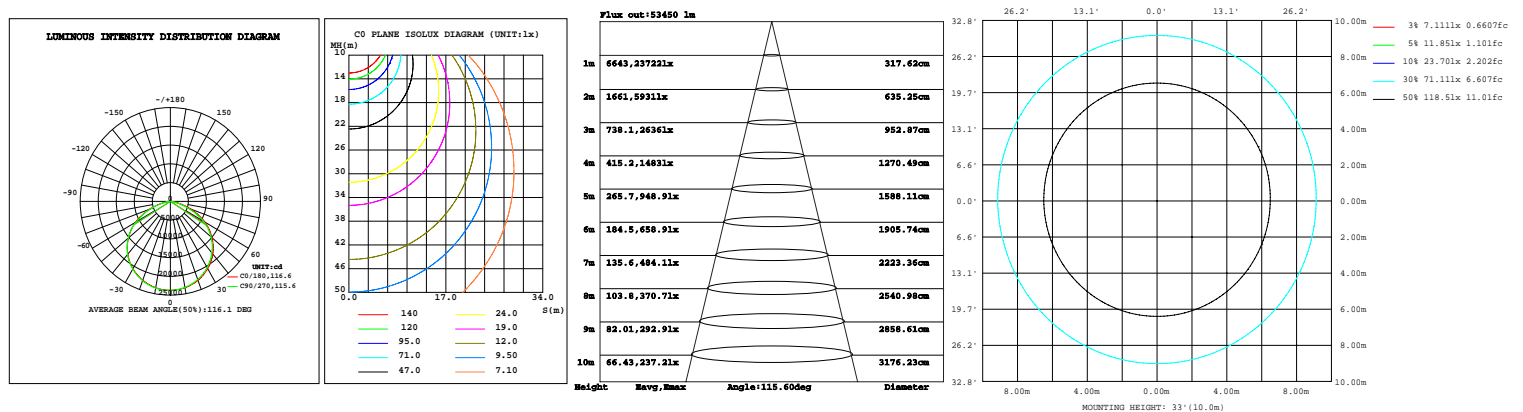 LUMINOUS INTENSITY DISTRIBUTION DIAGRAM
-/+180
-150 150
-120 120
-90 90
-60 60
-30 30
0
0
5000
10000
15000
20000
25000
UNIT:cd
C0/180,116.6
C90/270,115.6
AVERAGE BEAM ANGLE(50%):116.1 DEG
C0 PLANE ISOLUX DIAGRAM (UNIT:lx)
MH(m)
10
14
18
22
26
30
34
38
42
46
50
0.0 17.0 34.0
S(m)
140 24.0
120 19.0
95.0 12.0
71.0 9.50
47.0 7.10
Flux out:53450 lm
1m 6643,23722lx 317.62cm
2m 1661,5931lx 635.25cm
3m 738.1,2636lx 952.87cm
4m 415.2,1483lx 1270.49cm
5m 265.7,948.9lx 1588.11cm
6m 184.5,658.9lx 1905.74cm
7m 135.6,484.1lx 2223.36cm
8m 103.8,370.7lx 2540.98cm
9m 82.01,292.9lx 2858.61cm
10m 66.43,237.2lx 3176.23cm
Height Eavg,Emax Angle:115.60deg Diameter
26.2' 13.1' 0.0' 13.1' 26.2'
32.8' 10.00m
26.2' 8.00m
19.7' 6.00m
13.1' 4.00m
6.6' 2.00m
0.0' 0.00m
6.6' 2.00m
13.1' 4.00m
19.7' 6.00m
26.2' 8.00m
32.8' 10.00m
8.00m 4.00m 0.00m 4.00m 8.00m
MOUNTING HEIGHT: 33'(10.0m)
3% 7.111lx 0.6607fc
5% 11.85lx 1.101fc
10% 23.70lx 2.202fc
30% 71.11lx 6.607fc
50% 118.5lx 11.01fc